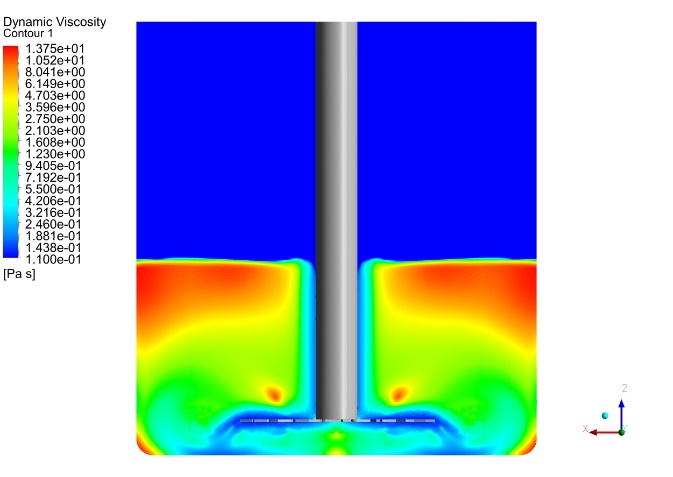 Dynamic Viscosity
Contour 1
1.375e+01
1.052e+01
8.041e+00
6.149e+00
4.703e+00
3.596e+00
2.750e+00
2.103e+00
1.608e+00
1.230e+00
9.405e-01
7.192e-01
5.500e-01
4.206e-01
3.216e-01
2.460e-01
1.881e-01
1.438e-01
1.100e-01
[Pa s]
Z
X